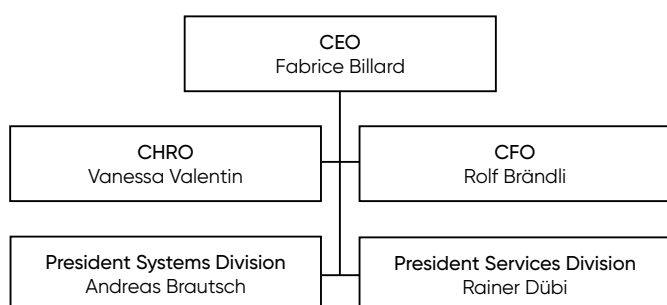 CEO
Fabrice Billard
CHRO
Vanessa Valentin
CFO
Rolf Brändli
President Systems Division
Andreas Brautsch
President Services Division
Rainer Dübi